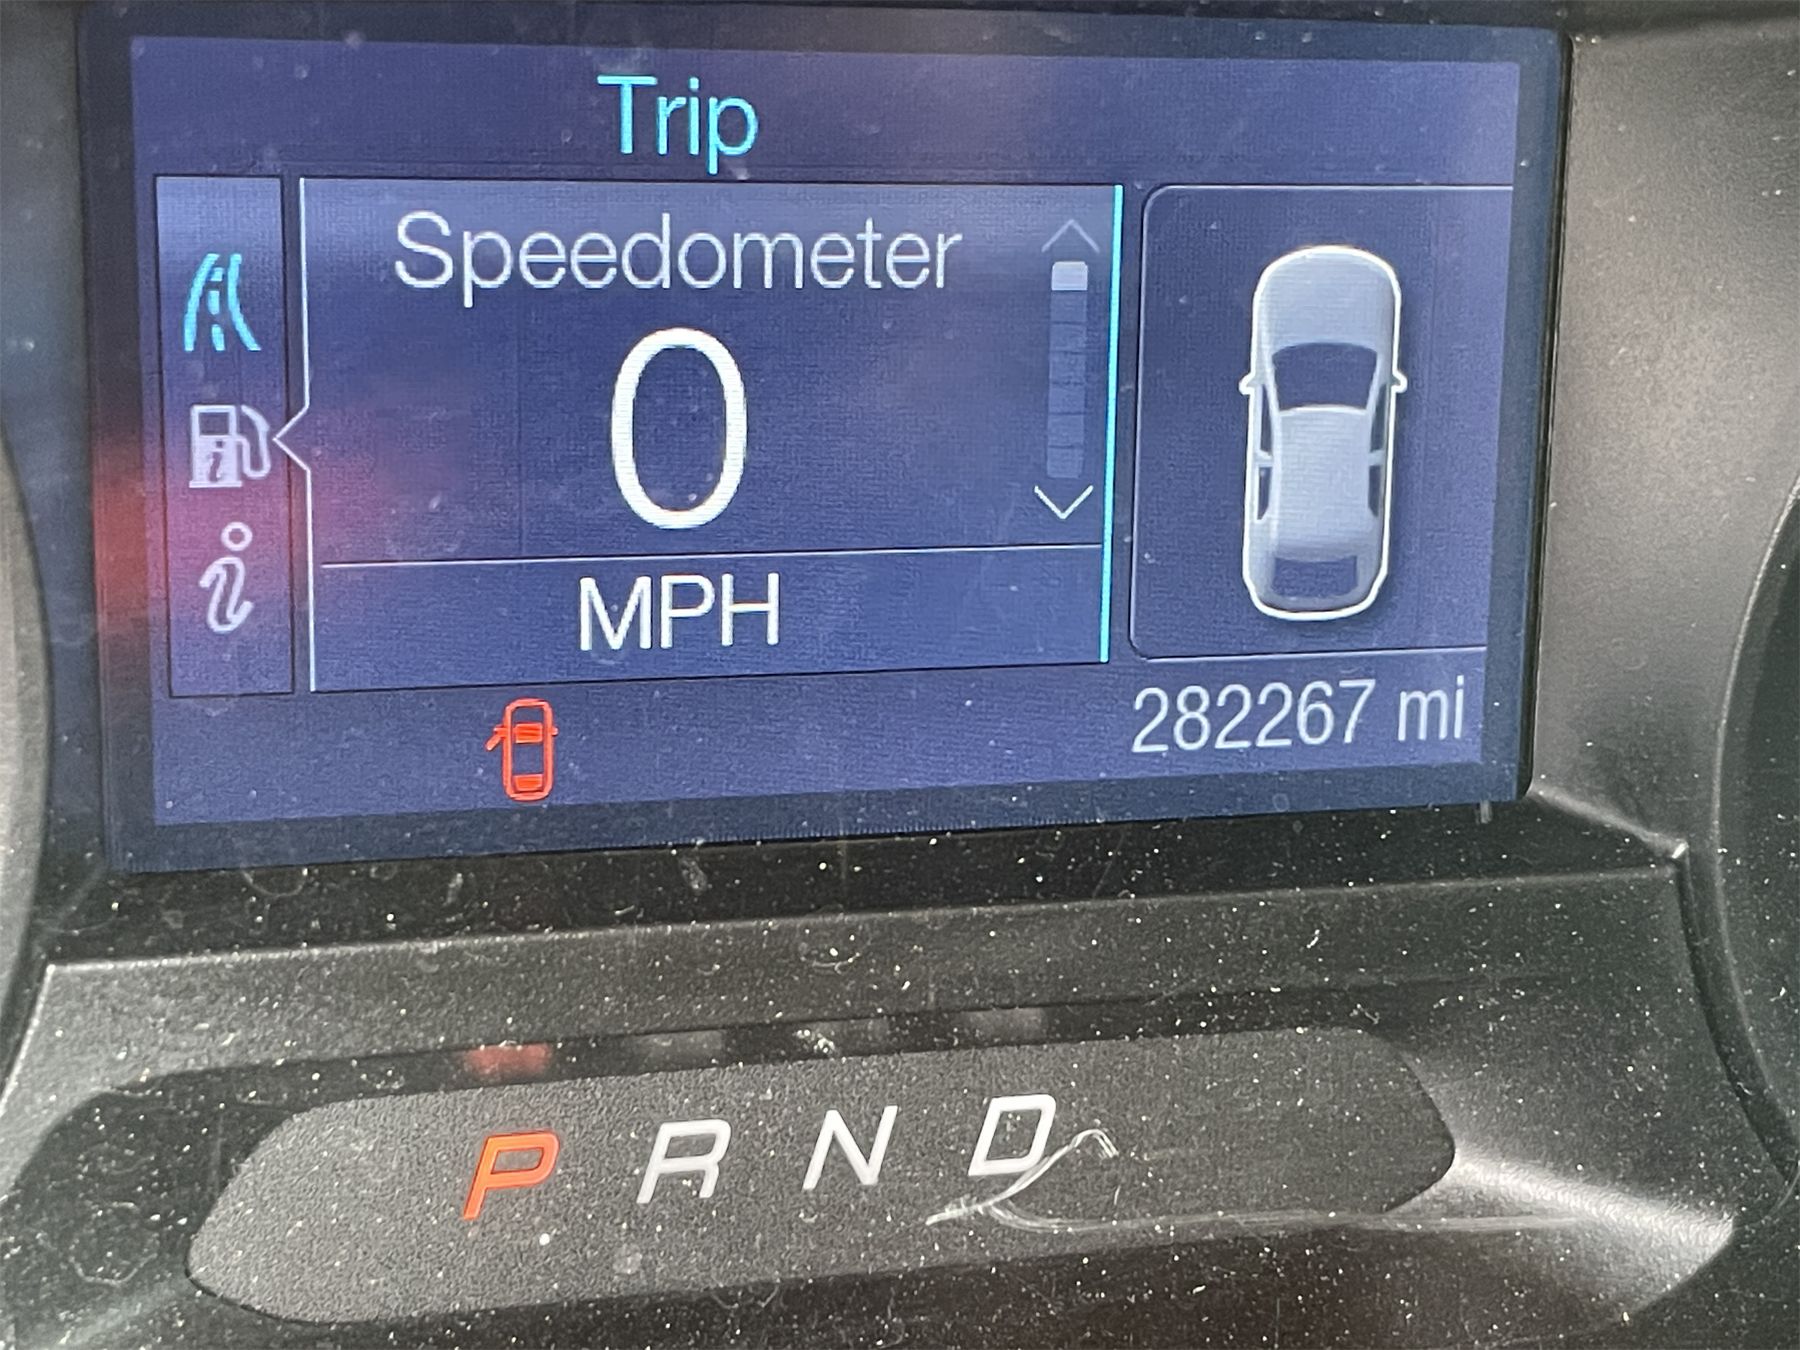 Trip
Speedometer
0
MPH
282267 mi
P R N D